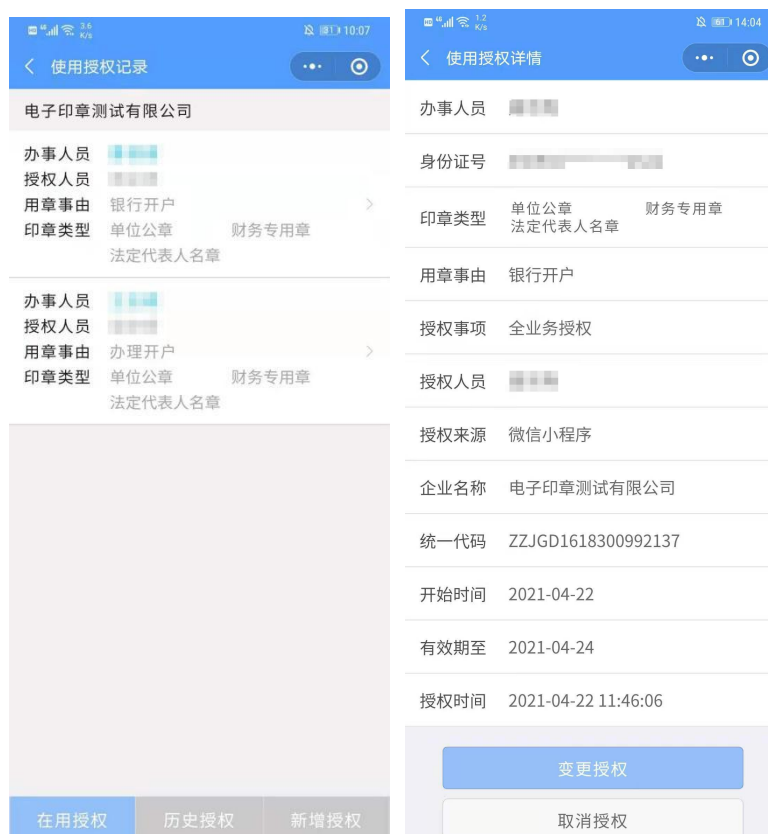 4G 3.6 K/s 10:07
使用授权记录
电子印章测试有限公司
办事人员
授权人员
用章事由 银行开户
印章类型 单位公章 财务专用章
法定代表人名章
办事人员
授权人员
用章事由 办理开户
印章类型 单位公章 财务专用章
法定代表人名章
在用授权 历史授权 新增授权
1.2 K/s 14:04
使用授权详情
办事人员
身份证号
印章类型 单位公章 财务专用章
法定代表人名章
用章事由 银行开户
授权事项 全业务授权
授权人员
授权来源 微信小程序
企业名称 电子印章测试有限公司
统一代码 ZZJGD1618300992137
开始时间 2021-04-22
有效期至 2021-04-24
授权时间 2021-04-22 11:46:06
变更授权
取消授权